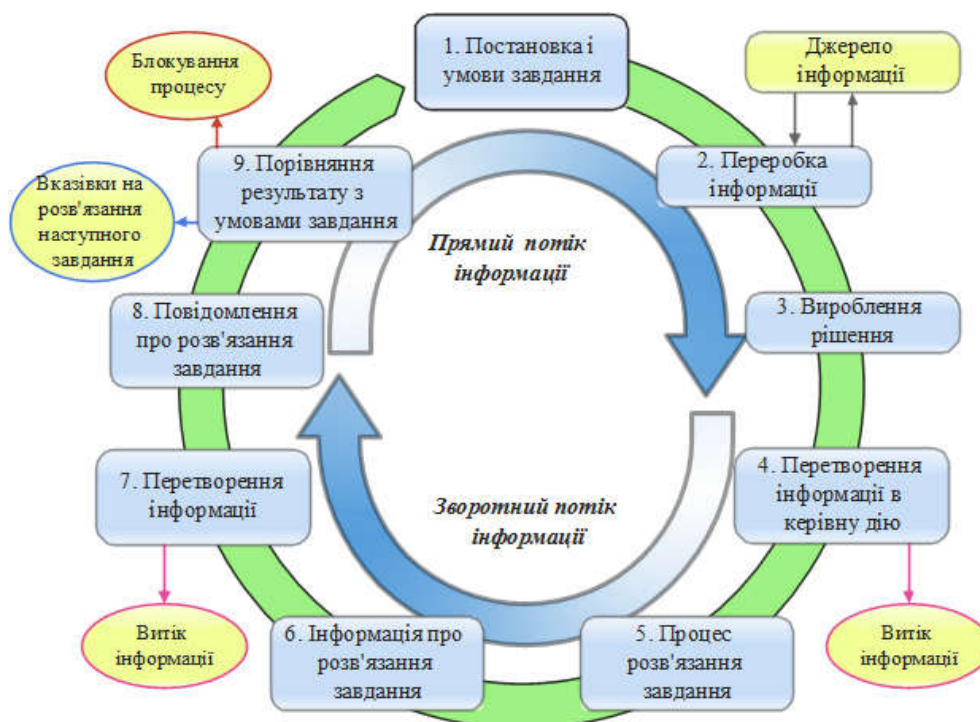 1. Постановка і
умови завдання
Джерело
інформації
2. Переробка
інформації
3. Вироблення
рішення
4. Перетворення
інформації в
керівну дію
Витік
інформації
5. Процес
розв'язання
завдання
6. Інформація про
розв'язання
завдання
7. Перетворення
інформації
Витік
інформації
8. Повідомлення
про розв'язання
завдання
9. Порівняння
результату з
умовами завдання
Блокування
процесу
Вказівки на
розв'язання
наступного
завдання
Прямий потік
інформації
Зворотний потік
інформації